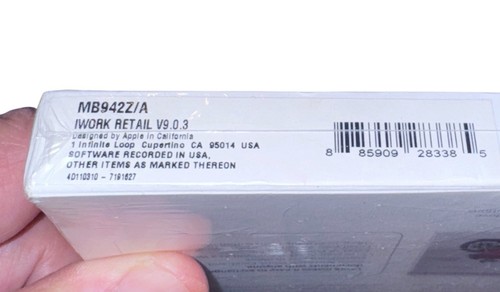 MB942Z/A
IWORK RETAIL V9.0.3
Designed by Apple in California
1 Infinite Loop Cupertino CA 95014 USA
SOFTWARE RECORDED IN USA,
OTHER ITEMS AS MARKED THEREON
4D110310 - 7191627
8 85909 28338 5